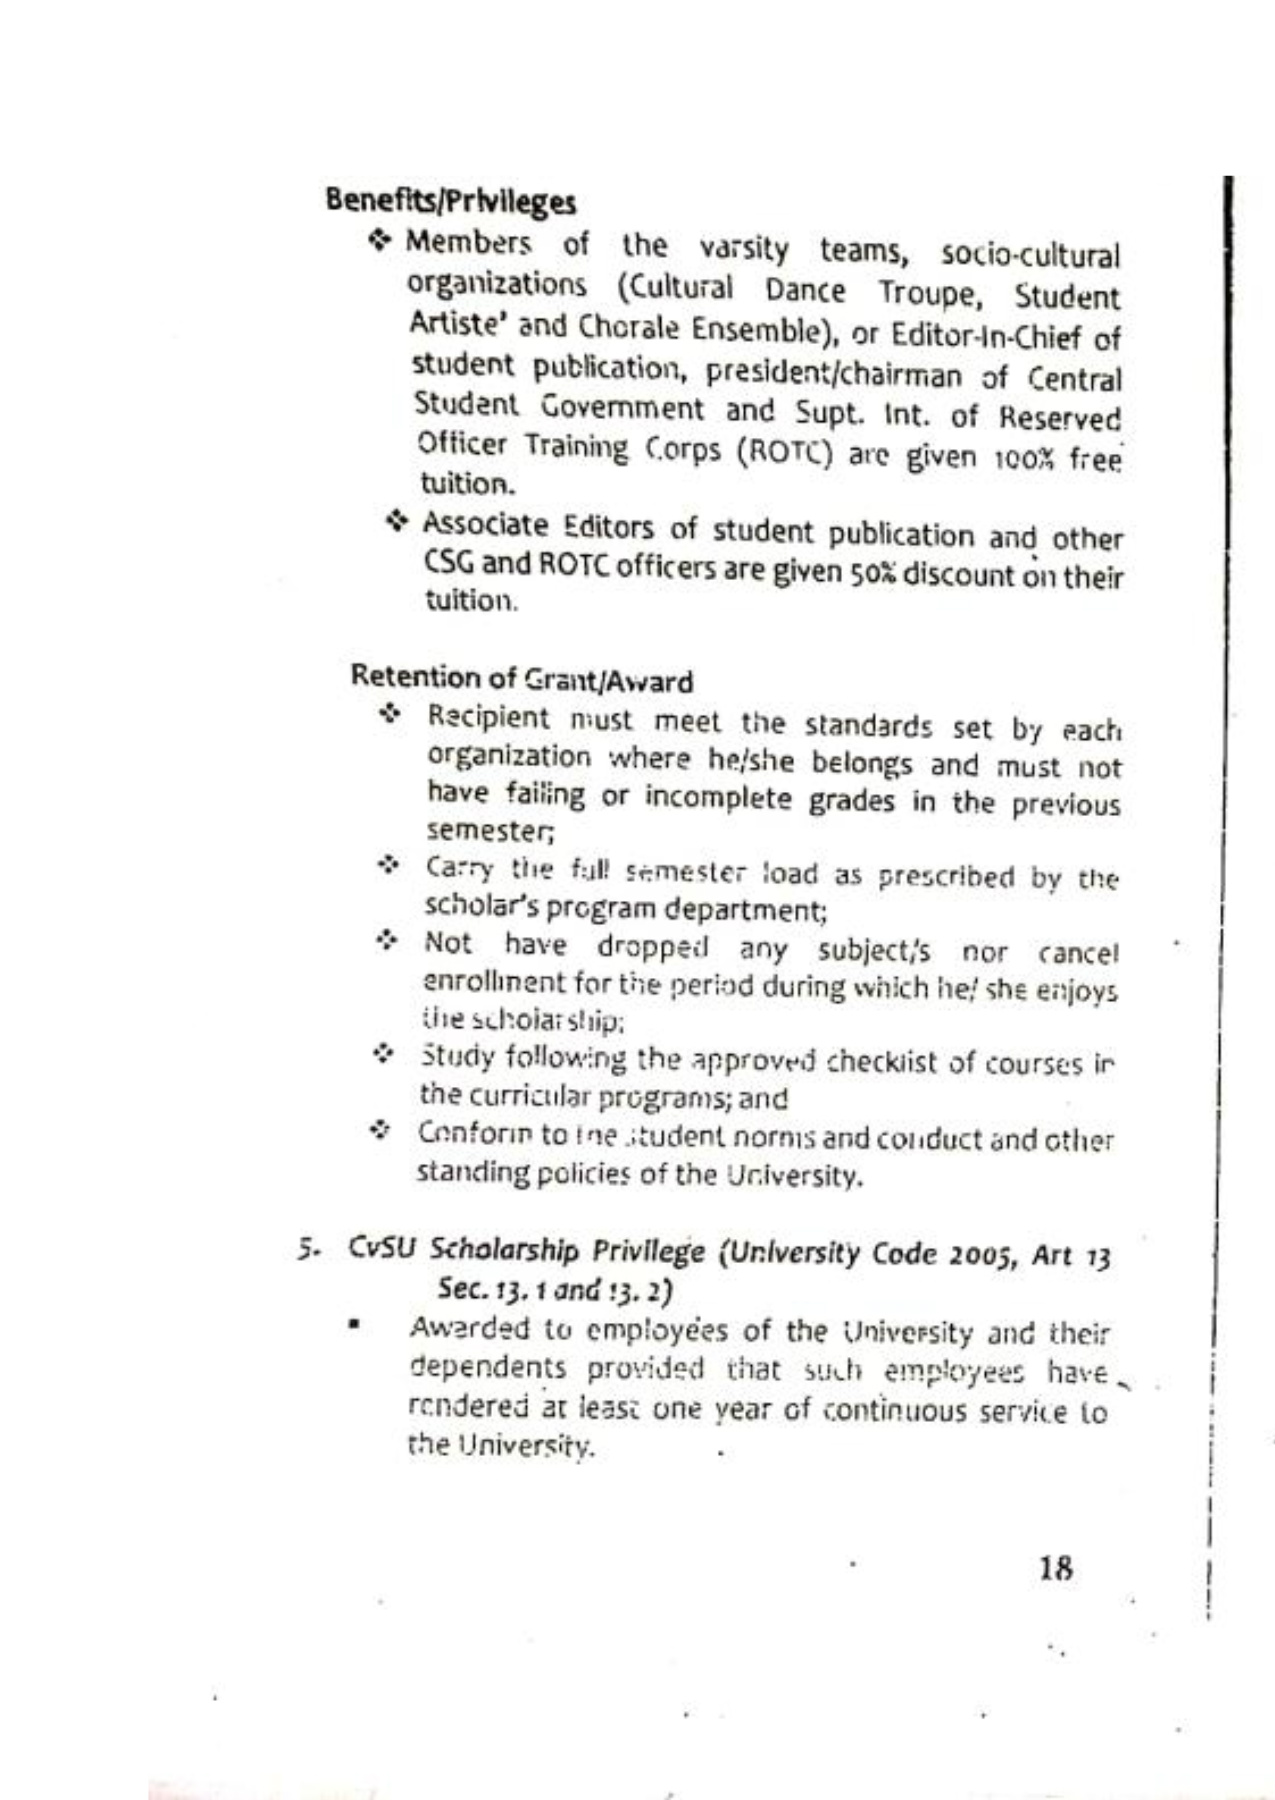 Benefits/Privileges
❖ Members of the varsity teams, socio-cultural
organizations (Cultural Dance Troupe, Student
Artiste' and Chorale Ensemble), or Editor-In-Chief of
student publication, president/chairman of Central
Student Government and Supt. Int. of Reserved
Officer Training Corps (ROTC) are given 100% free
tuition.
❖ Associate Editors of student publication and other
CSG and ROTC officers are given 50% discount on their
tuition.
Retention of Grant/Award
❖ Recipient must meet the standards set by each
organization where he/she belongs and must not
have failing or incomplete grades in the previous
semester;
❖ Carry the full semester load as prescribed by the
scholar's program department;
❖ Not have dropped any subject/s nor cancel
enrollment for the period during which he/ she enjoys
the scholarship;
❖ Study following the approved checklist of courses in
the curricular programs; and
❖ Conform to the student norms and conduct and other
standing policies of the University.
5. CvSU Scholarship Privilege (University Code 2005, Art 13
Sec. 13. 1 and 13. 2)
▪ Awarded to employees of the University and their
dependents provided that such employees have
rendered at least one year of continuous service to
the University.
18